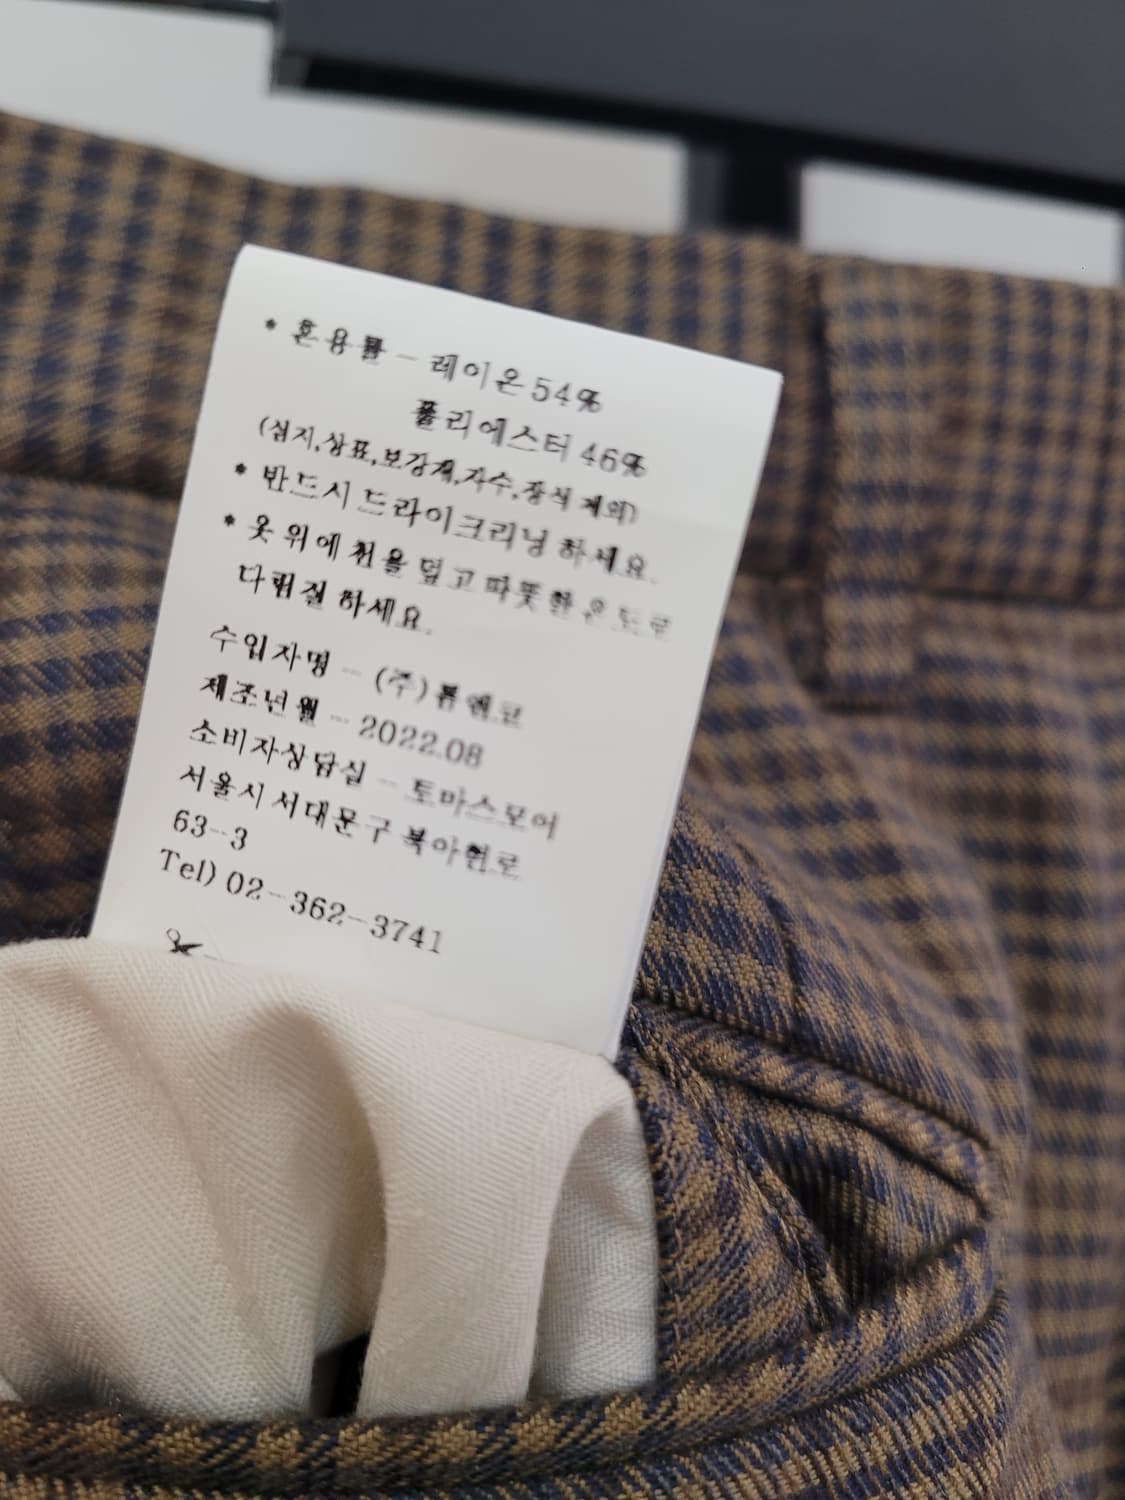 * 혼용률 - 레이온 54%
폴리에스터 46%
(심지,상표,보강재,자수,장식 제외)
* 반드시 드라이크리닝 하세요.
* 옷 위에 천을 덮고 따뜻한 온도로
다림질 하세요.
수입자명 - (주)톰앤코
제조년월 - 2022.08
소비자상담실 - 토마스모어
서울시 서대문구 북아현로
63-3
Tel) 02-362-3741